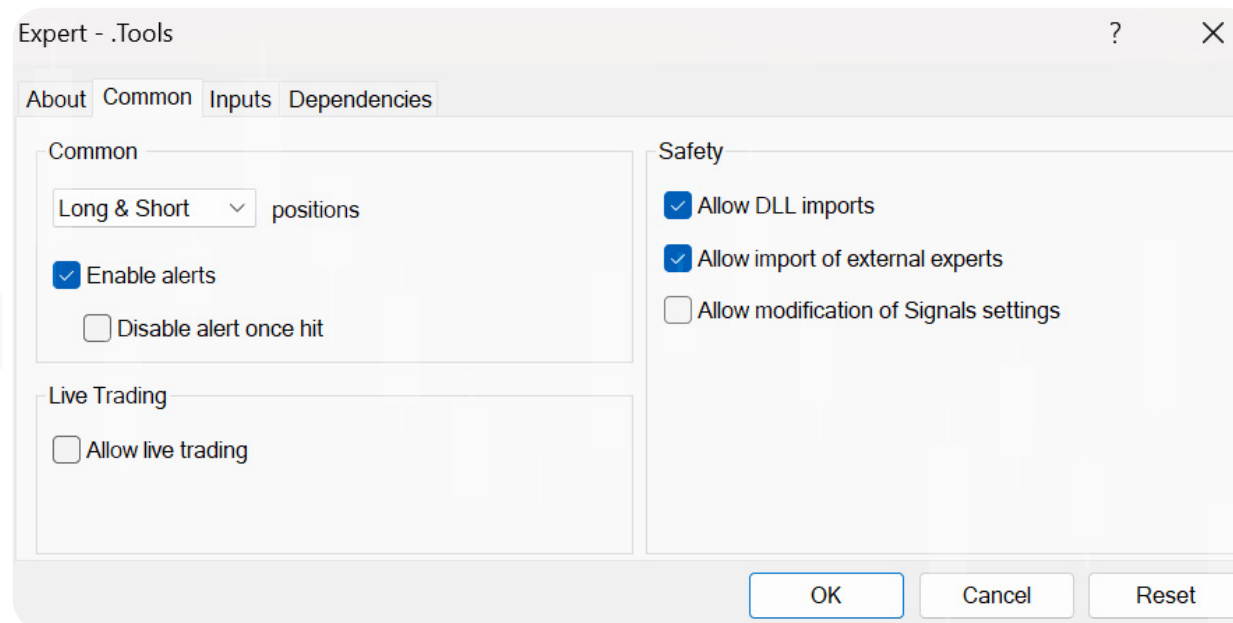 Expert - .Tools
?
About Common Inputs Dependencies
Common
Long & Short positions
Enable alerts
Disable alert once hit
Live Trading
Allow live trading
Safety
Allow DLL imports
Allow import of external experts
Allow modification of Signals settings
OK Cancel Reset